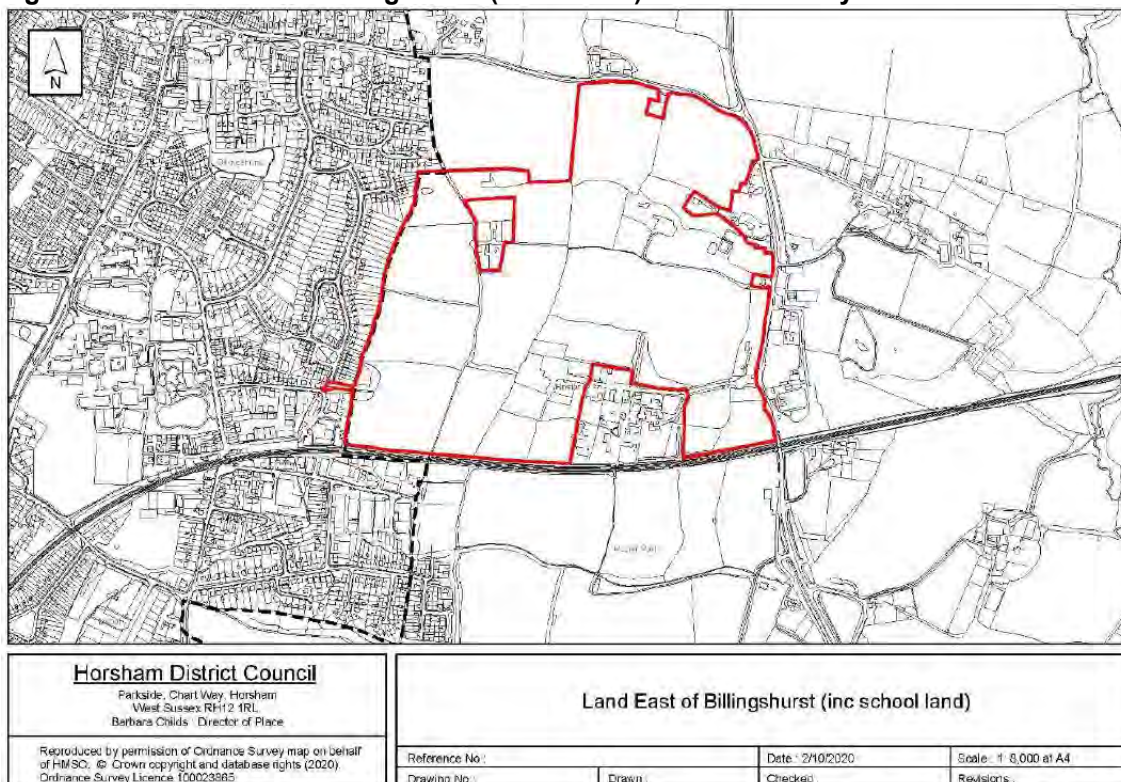 N
Horsham District Council
Parkside, Chart Way, Horsham
West Sussex RH12 1RL
Barbara Childs : Director of Place
Reproduced by permission of Ordnance Survey map on behalf
of HMSO. © Crown copyright and database rights (2020).
Ordnance Survey Licence 100023865
Land East of Billingshurst (inc school land)
Reference No :
Date : 2/10/2020
Scale : 1: 8,000 at A4
Drawing No :
Drawn :
Checked :
Revisions :